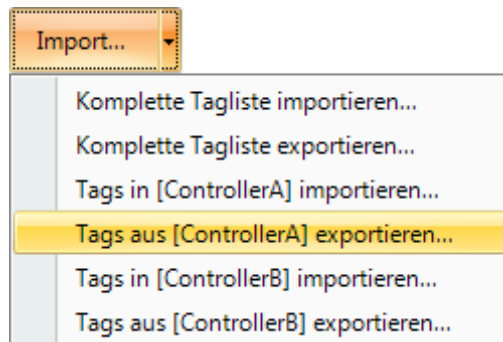 Import...
Komplette Tagliste importieren...
Komplette Tagliste exportieren...
Tags in [ControllerA] importieren...
Tags aus [ControllerA] exportieren...
Tags in [ControllerB] importieren...
Tags aus [ControllerB] exportieren...